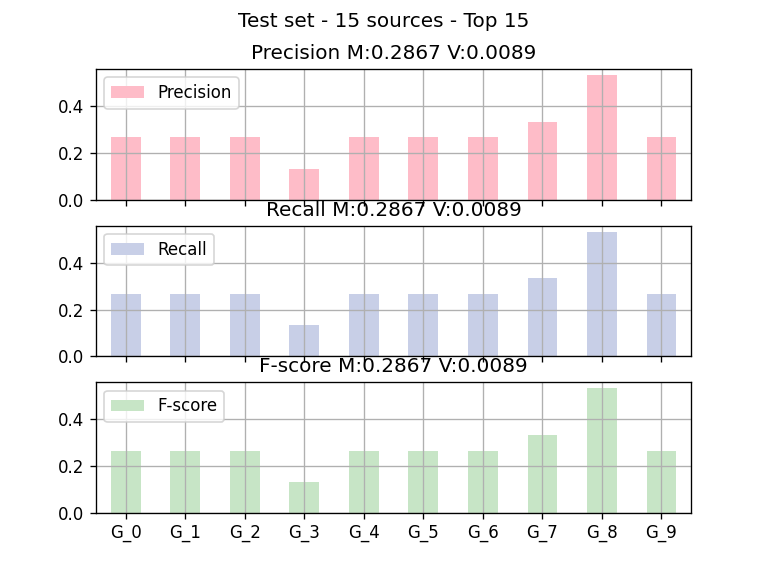 Test set - 15 sources - Top 15
Precision M:0.2867 V:0.0089
Precision
0.4
0.2
0.0
Recall M:0.2867 V:0.0089
Recall
0.4
0.2
0.0
F-score M:0.2867 V:0.0089
F-score
0.4
0.2
0.0
G_0 G_1 G_2 G_3 G_4 G_5 G_6 G_7 G_8 G_9